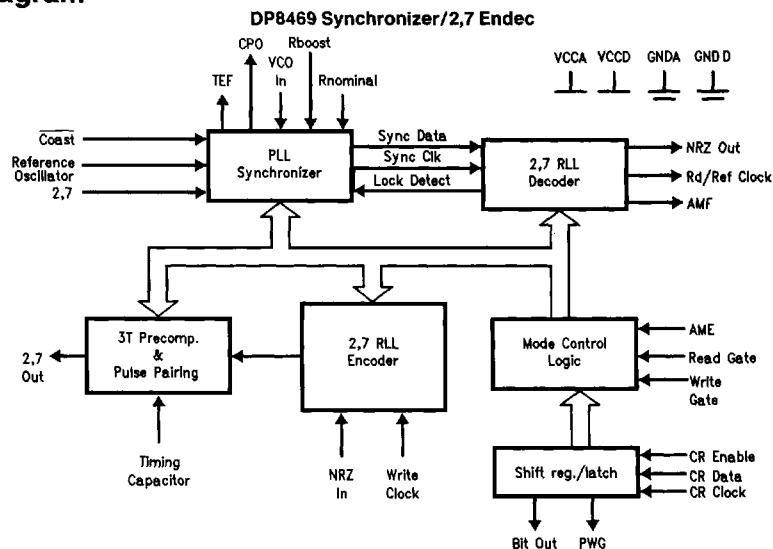 DP8469 Synchronizer/2,7 Endec
CPO
Rboost
VCO
In
TEF
Rnominal
VCCA VCCD GNDA GND D
Coast
Reference
Oscillator
2,7
PLL
Synchronizer
Sync Data
Sync Clk
Lock Detect
2,7 RLL
Decoder
NRZ Out
Rd/Ref Clock
AMF
2,7
Out
3T Precomp.
&
Pulse Pairing
2,7 RLL
Encoder
Mode Control
Logic
AME
Read Gate
Write
Gate
Timing
Capacitor
NRZ
In
Write
Clock
Shift reg./latch
CR Enable
CR Data
CR Clock
Bit Out PWG